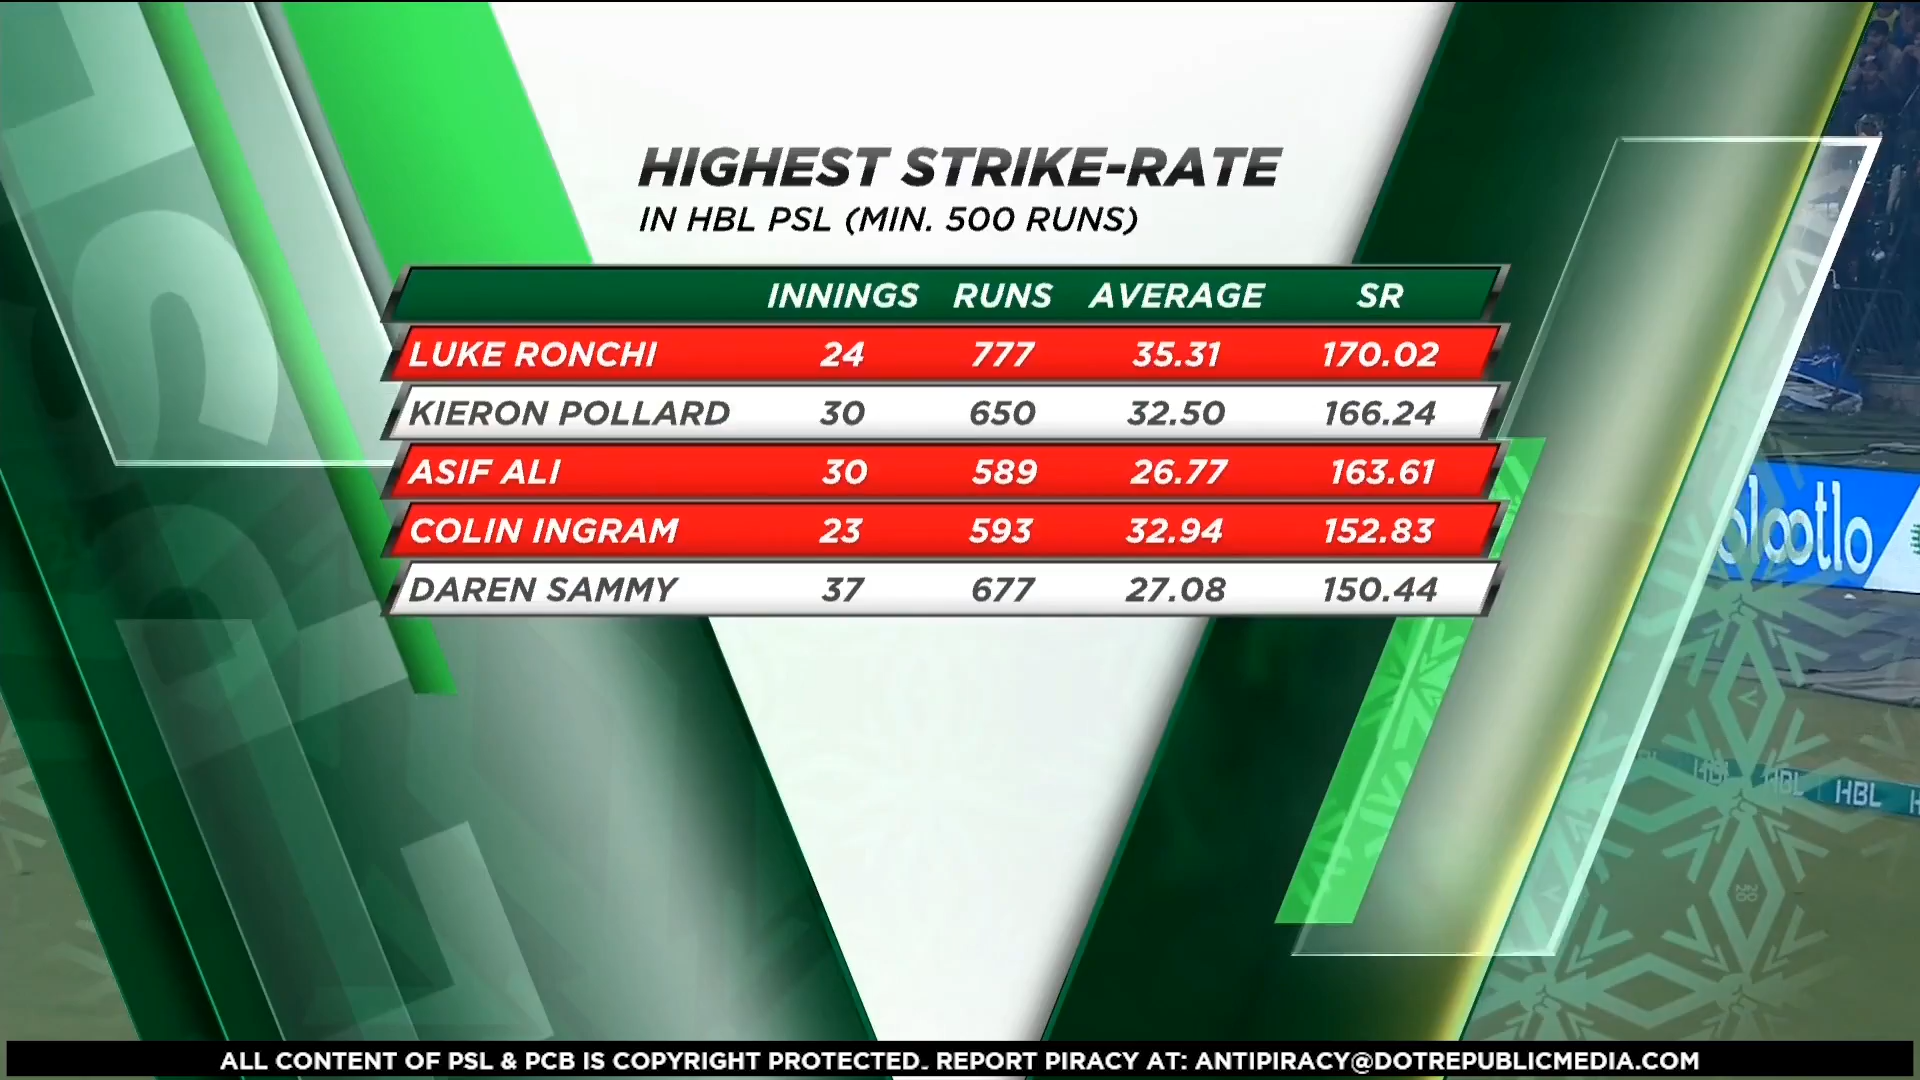 HIGHEST STRIKE-RATE
IN HBL PSL (MIN. 500 RUNS)
INNINGS RUNS AVERAGE SR
LUKE RONCHI 24 777 35.31 170.02
KIERON POLLARD 30 650 32.50 166.24
ASIF ALI 30 589 26.77 163.61
COLIN INGRAM 23 593 32.94 152.83
DAREN SAMMY 37 677 27.08 150.44
HBL
HBL
HBL
ALL CONTENT OF PSL & PCB IS COPYRIGHT PROTECTED. REPORT PIRACY AT: ANTIPIRACY@DOTREPUBLICMEDIA.COM